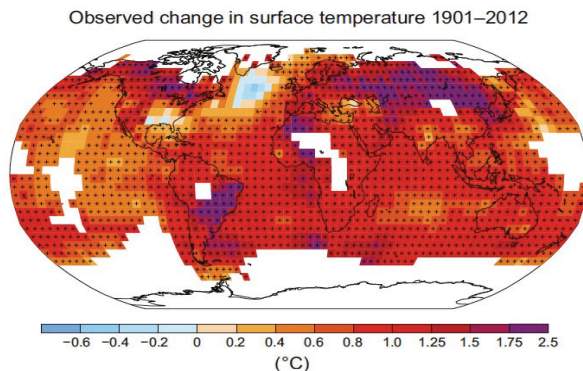 Observed change in surface temperature 1901–2012
−0.6 −0.4 −0.2 0 0.2 0.4 0.6 0.8 1.0 1.25 1.5 1.75 2.5
(°C)